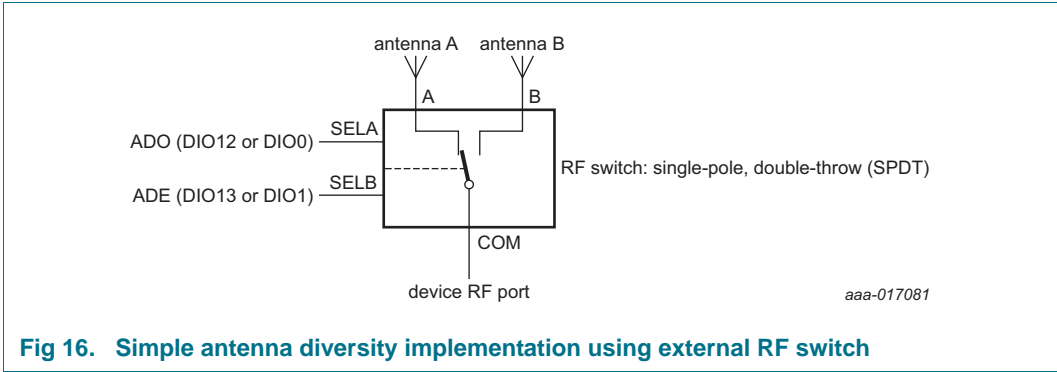 antenna A antenna B
A B
ADO (DIO12 or DIO0) SELA
RF switch: single-pole, double-throw (SPDT)
ADE (DIO13 or DIO1) SELB
COM
device RF port
aaa-017081
Fig 16. Simple antenna diversity implementation using external RF switch